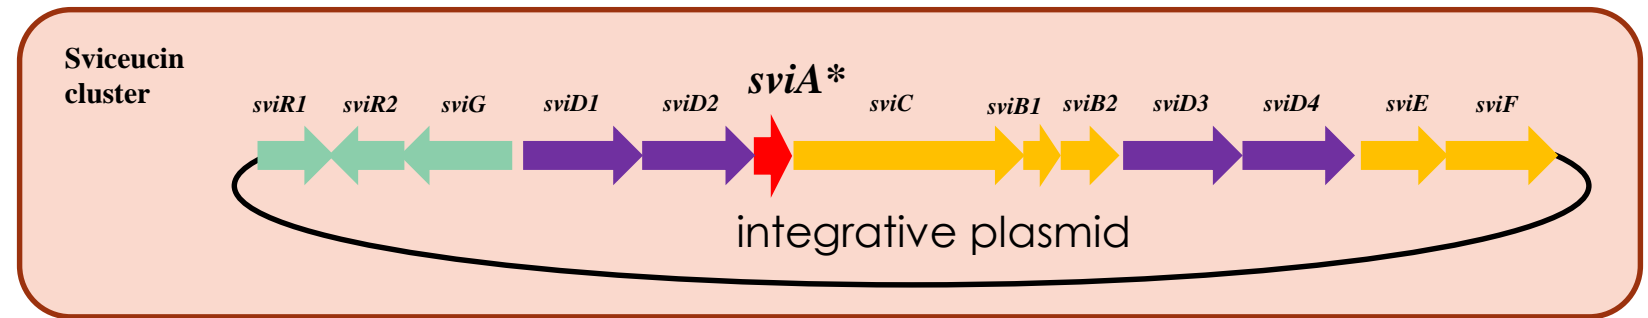 Sviceucin
cluster
sviR1 sviR2 sviG sviD1 sviD2 sviA* sviC sviB1 sviB2 sviD3 sviD4 sviE sviF
integrative plasmid